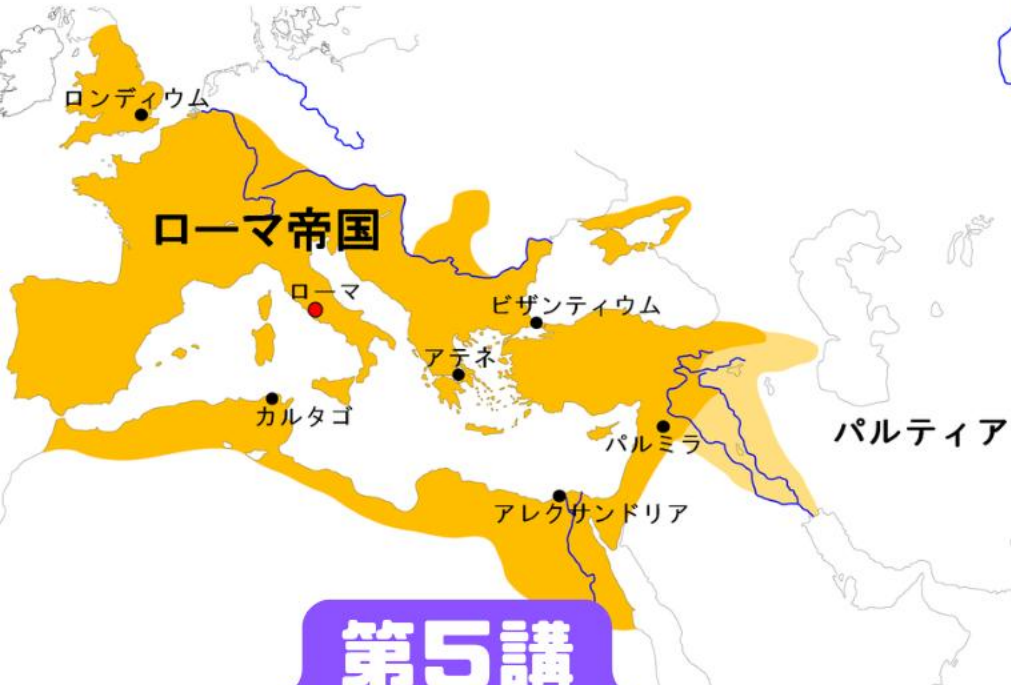 ロンディウム
ローマ帝国
ローマ
ビザンティウム
アテネ
カルタゴ
パルミラ
パルティア
アレクサンドリア
第5講